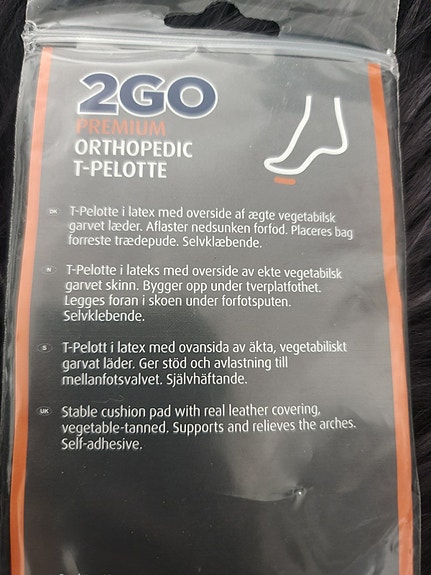 2GO
PREMIUM
ORTHOPEDIC
T-PELOTTE
DK T-Pelotte i latex med overside af ægte vegetabilsk
garvet læder. Aflaster nedsunken forfod. Placeres bag
forreste trædepude. Selvklæbende.
N T-Pelotte i lateks med overside av ekte vegetabilsk
garvet skinn. Bygger opp under tverplatfothet.
Legges foran i skoen under forfotsputen.
Selvklebende.
S T-Pelott i latex med ovansida av äkta, vegetabiliskt
garvat läder. Ger stöd och avlastning till
mellanfotsvalvet. Självhäftande.
UK Stable cushion pad with real leather covering,
vegetable-tanned. Supports and relieves the arches.
Self-adhesive.